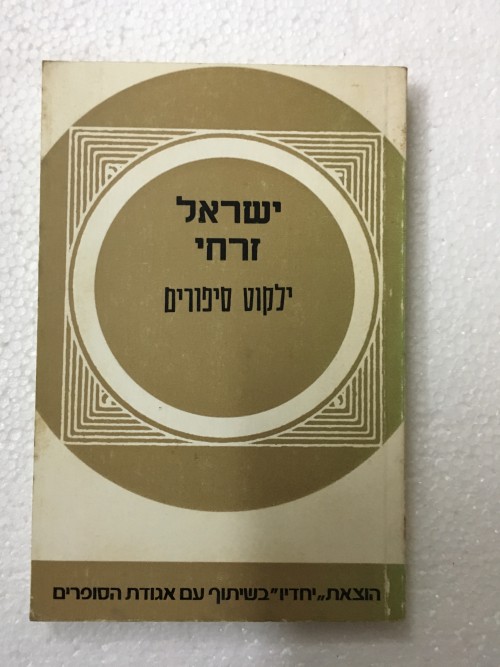 ישראל
זרחי
ילקוט סיפורים
הוצאת „יחדיו” בשיתוף עם אגודת הסופרים